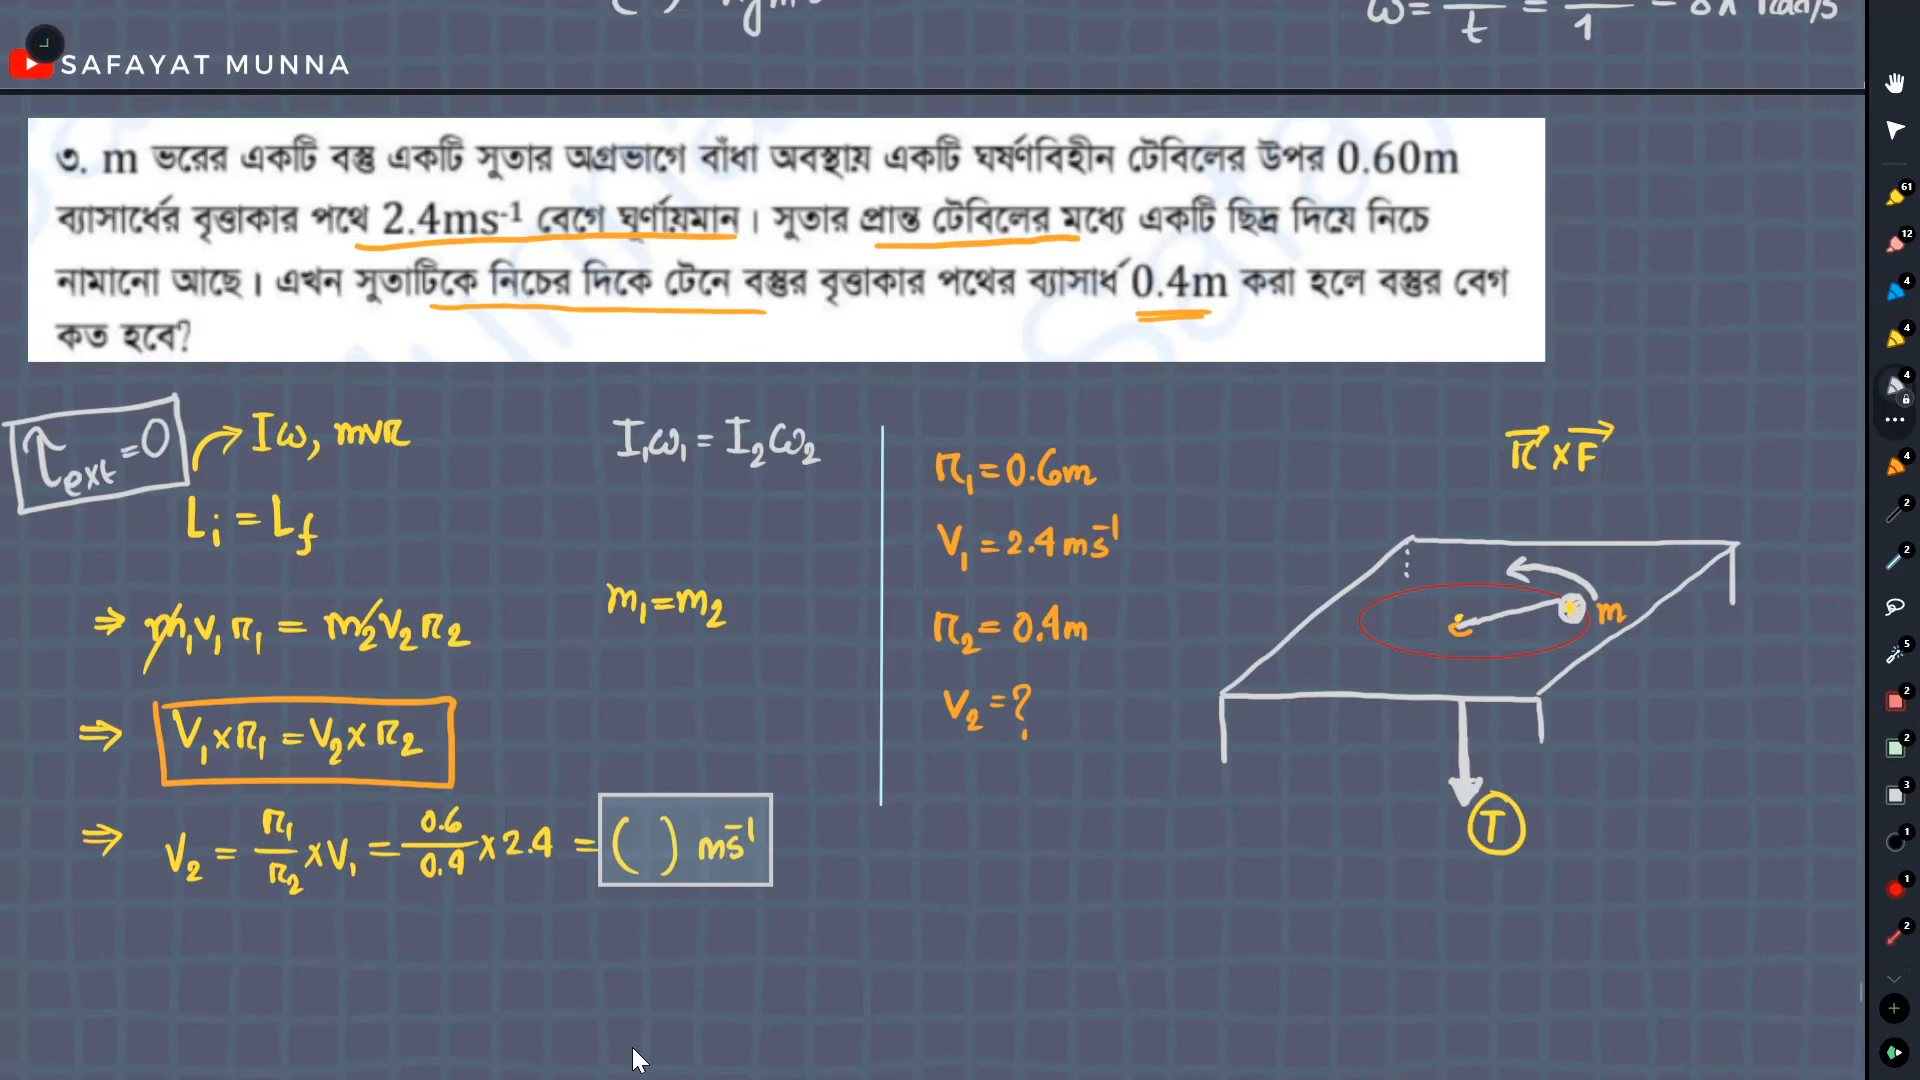 SAFAYAT MUNNA
৩. m ভরের একটি বস্তু একটি সুতার অগ্রভাগে বাঁধা অবস্থায় একটি ঘর্ষণবিহীন টেবিলের উপর 0.60m
ব্যাসার্ধের বৃত্তাকার পথে 2.4ms⁻¹ বেগে ঘূর্ণায়মান। সুতার প্রান্ত টেবিলের মধ্যে একটি ছিদ্র দিয়ে নিচে
নামানো আছে। এখন সুতাটিকে নিচের দিকে টেনে বস্তুর বৃত্তাকার পথের ব্যাসার্ধ 0.4m করা হলে বস্তুর বেগ
কত হবে?
τext = 0
Iω, mvr
Li = Lf
⇒ m₁v₁r₁ = m₂v₂r₂
⇒ V₁×r₁ = V₂×r₂
⇒ V₂ = r₁/r₂ ×V₁ = 0.6/0.4 ×2.4 = ( ) ms⁻¹
I₁ω₁ = I₂ω₂
m₁=m₂
r₁ = 0.6m
V₁ = 2.4 ms⁻¹
r₂ = 0.4m
V₂ = ?
r⃗ × F⃗
m
T